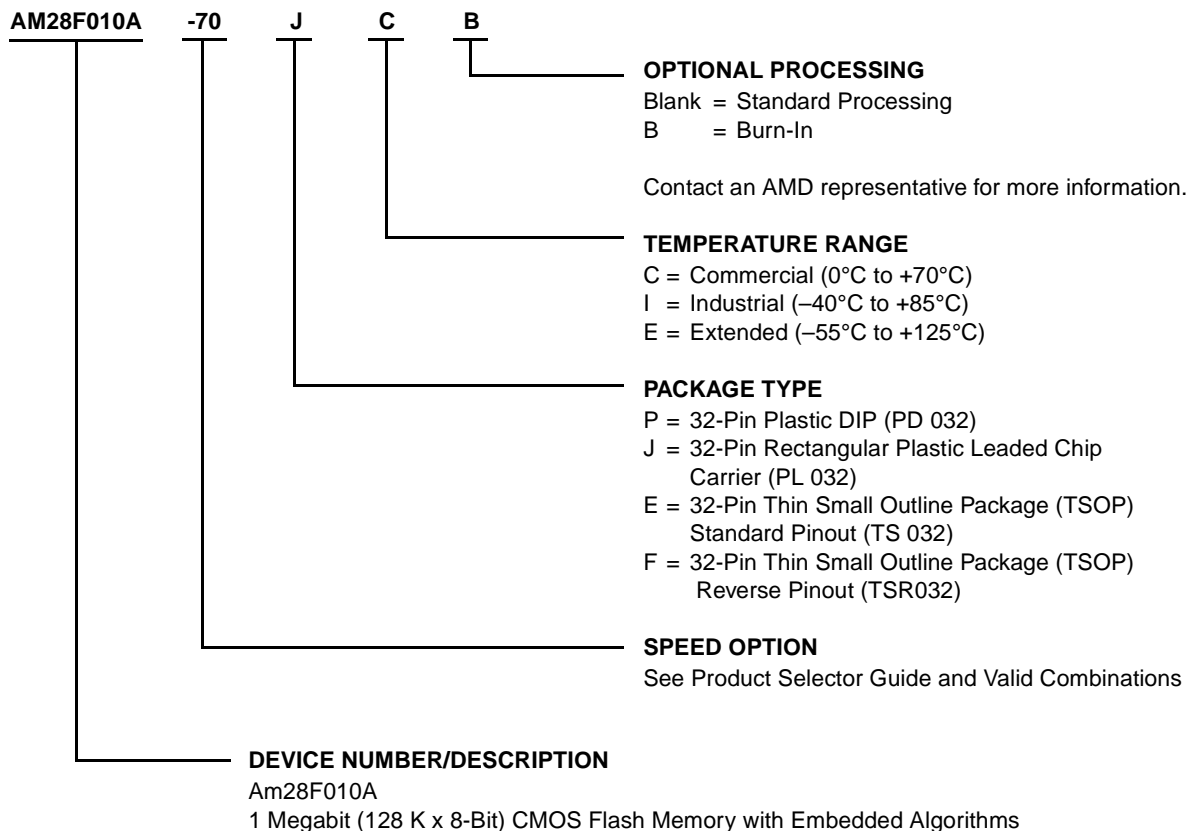 AM28F010A -70 J C B
OPTIONAL PROCESSING
Blank = Standard Processing
B = Burn-In
Contact an AMD representative for more information.
TEMPERATURE RANGE
C = Commercial (0°C to +70°C)
I = Industrial (–40°C to +85°C)
E = Extended (–55°C to +125°C)
PACKAGE TYPE
P = 32-Pin Plastic DIP (PD 032)
J = 32-Pin Rectangular Plastic Leaded Chip
Carrier (PL 032)
E = 32-Pin Thin Small Outline Package (TSOP)
Standard Pinout (TS 032)
F = 32-Pin Thin Small Outline Package (TSOP)
Reverse Pinout (TSR032)
SPEED OPTION
See Product Selector Guide and Valid Combinations
DEVICE NUMBER/DESCRIPTION
Am28F010A
1 Megabit (128 K x 8-Bit) CMOS Flash Memory with Embedded Algorithms